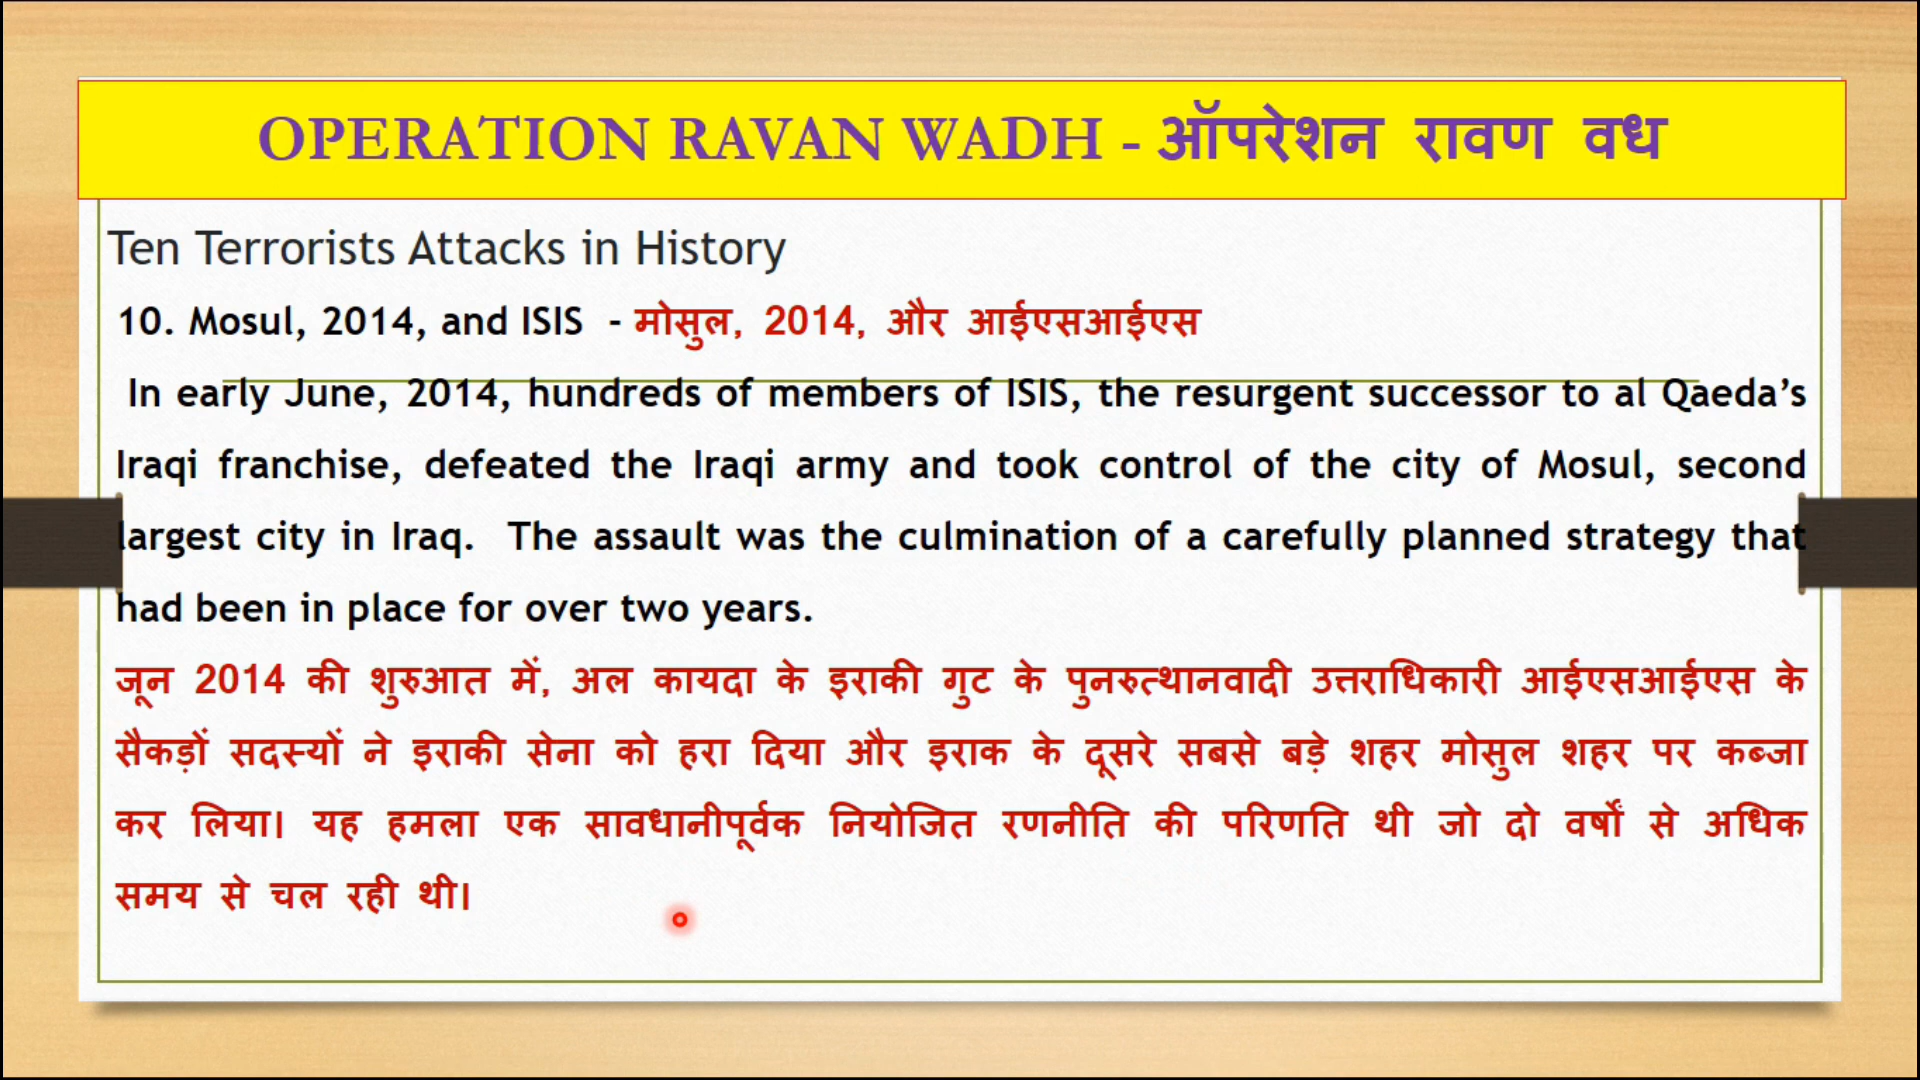 OPERATION RAVAN WADH - ऑपरेशन रावण वध
Ten Terrorists Attacks in History
10. Mosul, 2014, and ISIS - मोसुल, 2014, और आईएसआईएस
In early June, 2014, hundreds of members of ISIS, the resurgent successor to al Qaeda’s
Iraqi franchise, defeated the Iraqi army and took control of the city of Mosul, second
largest city in Iraq. The assault was the culmination of a carefully planned strategy that
had been in place for over two years.
जून 2014 की शुरुआत में, अल कायदा के इराकी गुट के पुनरुत्थानवादी उत्तराधिकारी आईएसआईएस के
सैकड़ों सदस्यों ने इराकी सेना को हरा दिया और इराक के दूसरे सबसे बड़े शहर मोसुल शहर पर कब्जा
कर लिया। यह हमला एक सावधानीपूर्वक नियोजित रणनीति की परिणति थी जो दो वर्षों से अधिक
समय से चल रही थी।